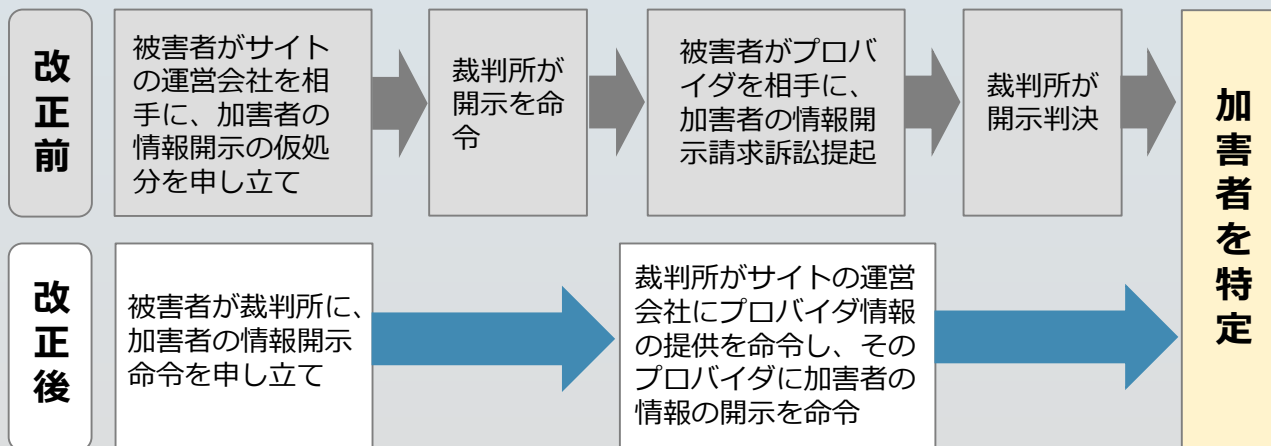 改正前
被害者がサイト
の運営会社を相
手に、加害者の
情報開示の仮処
分を申し立て
裁判所が
開示を命
令
被害者がプロバ
イダを相手に、
加害者の情報開
示請求訴訟提起
裁判所が
開示判決
加害者を特定
改正後
被害者が裁判所に、
加害者の情報開示
命令を申し立て
裁判所がサイトの運営
会社にプロバイダ情報
の提供を命令し、その
プロバイダに加害者の
情報の開示を命令